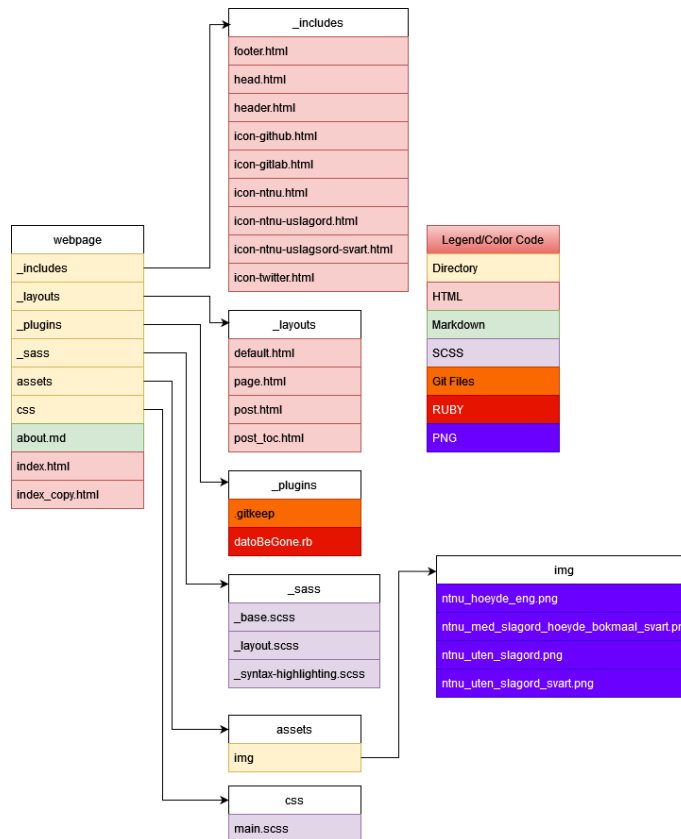 _includes
footer.html
head.html
header.html
icon-github.html
icon-gitlab.html
icon-ntnu.html
icon-ntnu-uslagord.html
icon-ntnu-uslagsord-svart.html
icon-twitter.html
webpage
_includes
_layouts
_plugins
_sass
assets
css
about.md
index.html
index_copy.html
Legend/Color Code
Directory
HTML
Markdown
SCSS
Git Files
RUBY
PNG
_layouts
default.html
page.html
post.html
post_toc.html
_plugins
.gitkeep
datoBeGone.rb
_sass
_base.scss
_layout.scss
_syntax-highlighting.scss
img
ntnu_hoeyde_eng.png
ntnu_med_slagord_hoeyde_bokmaal_svart.pr
ntnu_uten_slagord.png
ntnu_uten_slagord_svart.png
assets
img
css
main.scss